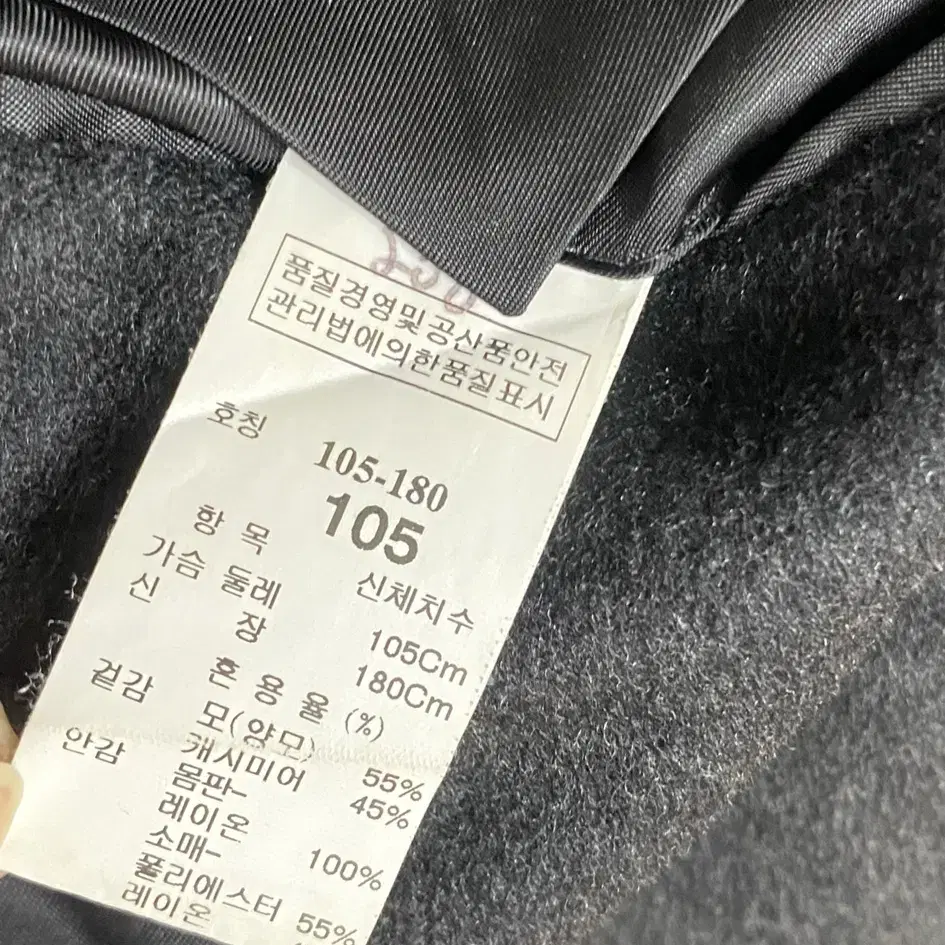 품질경영및공산품안전
관리법에의한품질표시
호칭 105-180
105
항 목 신체치수
가슴 둘레 105Cm
신 장 180Cm
혼 용 율 (%)
겉감 모(양모) 55%
캐시미어 45%
안감 몸판-
레이온 100%
소매-
폴리에스터 55%
레이온